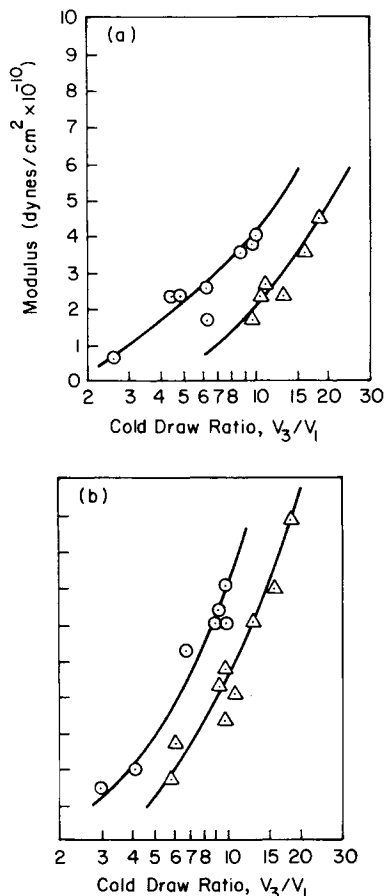 (a)
10
9
8
7
6
5
4
3
2
1
0
Modulus (dynes/cm² ×10⁻¹⁰)
2 3 4 5 6 7 8 10 15 20 30
Cold Draw Ratio, V₃/V₁
(b)
2 3 4 5 6 7 8 10 15 20 30
Cold Draw Ratio, V₃/V₁